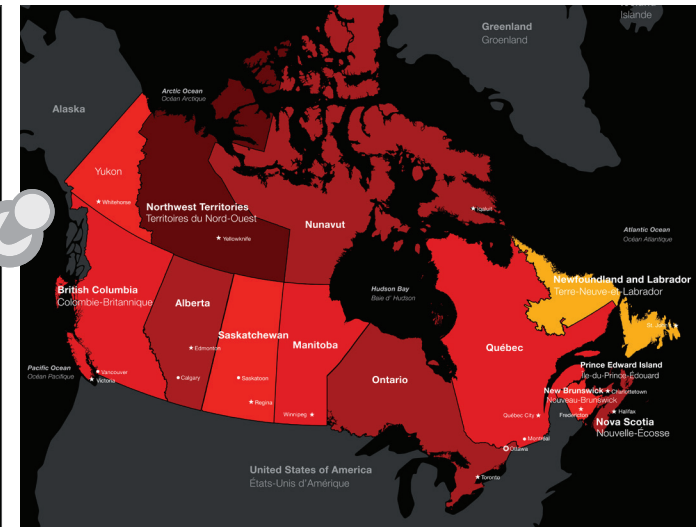 Islande
Greenland
Groenland
Arctic Ocean
Océan Arctique
Alaska
Yukon
Whitehorse
Northwest Territories
Territoires du Nord-Ouest
Iqaluit
Nunavut
Yellowknife
Atlantic Ocean
Océan Atlantique
Newfoundland and Labrador
Terre-Neuve-et-Labrador
Hudson Bay
Baie d' Hudson
British Columbia
Colombie-Britannique
Alberta
St. John's
Saskatchewan
Manitoba
Québec
Edmonton
Prince Edward Island
Île-du-Prince-Édouard
Pacific Ocean
Océan Pacifique
Vancouver
Victoria
Calgary
Saskatoon
Ontario
New Brunswick
Nouveau-Brunswick
Charlottetown
Regina
Winnipeg
Québec City
Fredericton
Halifax
Nova Scotia
Nouvelle-Écosse
Montréal
Ottawa
United States of America
États-Unis d'Amérique
Toronto